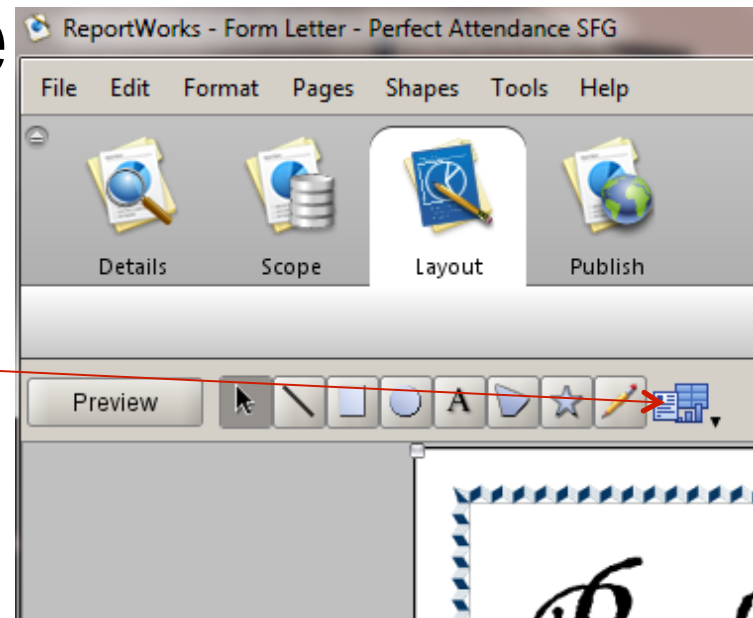 e
ReportWorks - Form Letter - Perfect Attendance SFG
File Edit Format Pages Shapes Tools Help
Details Scope Layout Publish
Preview A